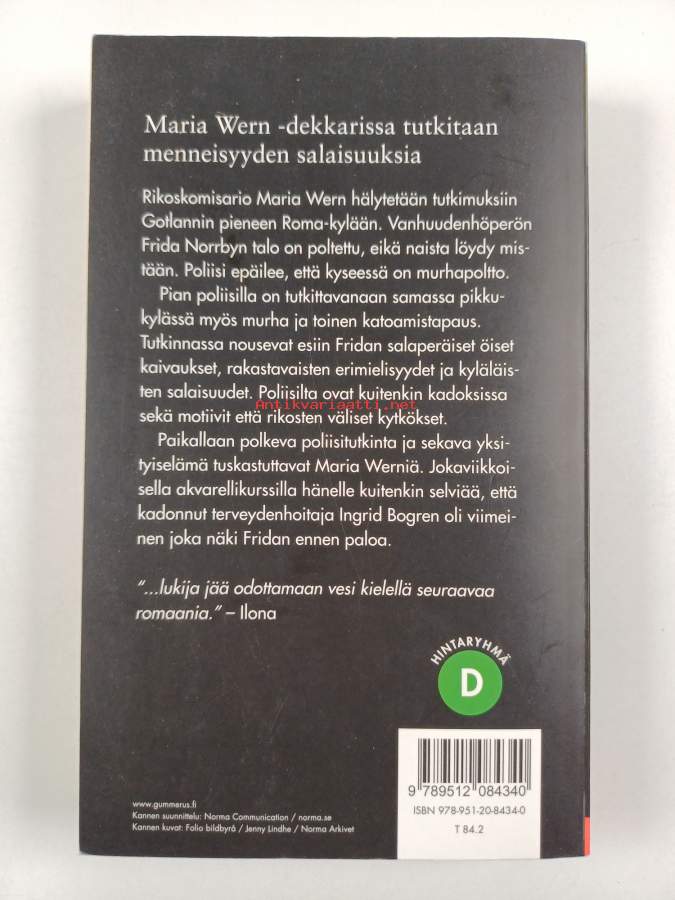 Maria Wern -dekkarissa tutkitaan
menneisyyden salaisuuksia
Rikoskomisario Maria Wern hälytetään tutkimuksiin
Gotlannin pieneen Roma-kylään. Vanhuudenhöperön
Frida Norrbyn talo on poltettu, eikä naista löydy mis-
tään. Poliisi epäilee, että kyseessä on murhapoltto.
Pian poliisilla on tutkittavanaan samassa pikku-
kylässä myös murha ja toinen katoamistapaus.
Tutkinnassa nousevat esiin Fridan salaperäiset öiset
kaivaukset, rakastavaisten erimielisyydet ja kyläläis-
ten salaisuudet. Poliisilta ovat kuitenkin kadoksissa
Antikvariaatti.net
sekä motiivit että rikosten väliset kytkökset.
Paikallaan polkeva poliisitutkinta ja sekava yksi-
tyiselämä tuskastuttavat Maria Werniä. Jokaviikkoi-
sella akvarellikurssilla hänelle kuitenkin selviää, että
kadonnut terveydenhoitaja Ingrid Bogren oli viimei-
nen joka näki Fridan ennen paloa.
"...lukija jää odottamaan vesi kielellä seuraavaa
romaania." – Ilona
HINTARYHMÄ
D
9 789512 084340
ISBN 978-951-20-8434-0
T 84.2
www.gummerus.fi
Kannen suunnittelu: Norma Communication / norma.se
Kannen kuvat: Folio bildbyrå / Jenny Lindhe / Norma Arkivet